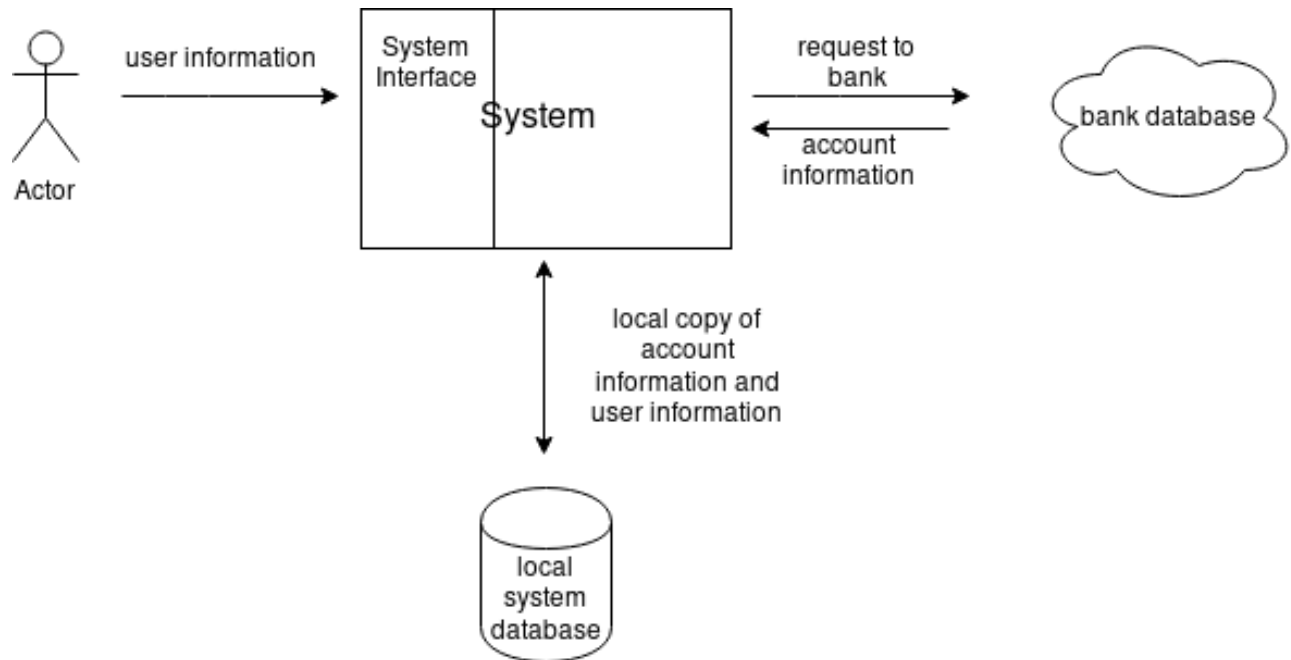 user information
Actor
System
Interface
System
request to
bank
account
information
bank database
local copy of
account
information and
user information
local
system
database